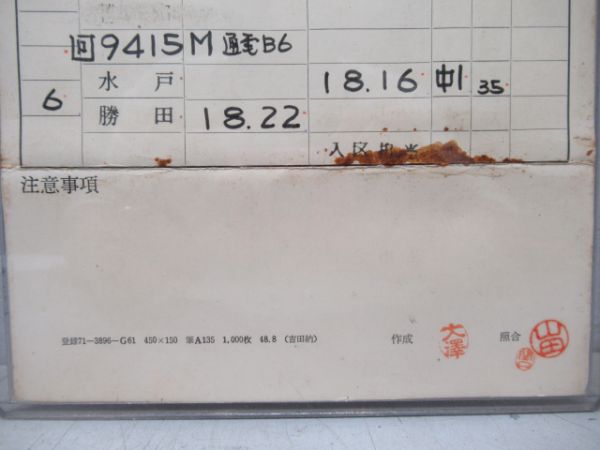 回9415M 通電B6
水戸 18.16 中1 35
6 勝田 18.22
入区
注意事項
登録71-3896-G61 450×150 第A135 1,000枚 48.8 (吉田納)
作成 大澤 照合 山田